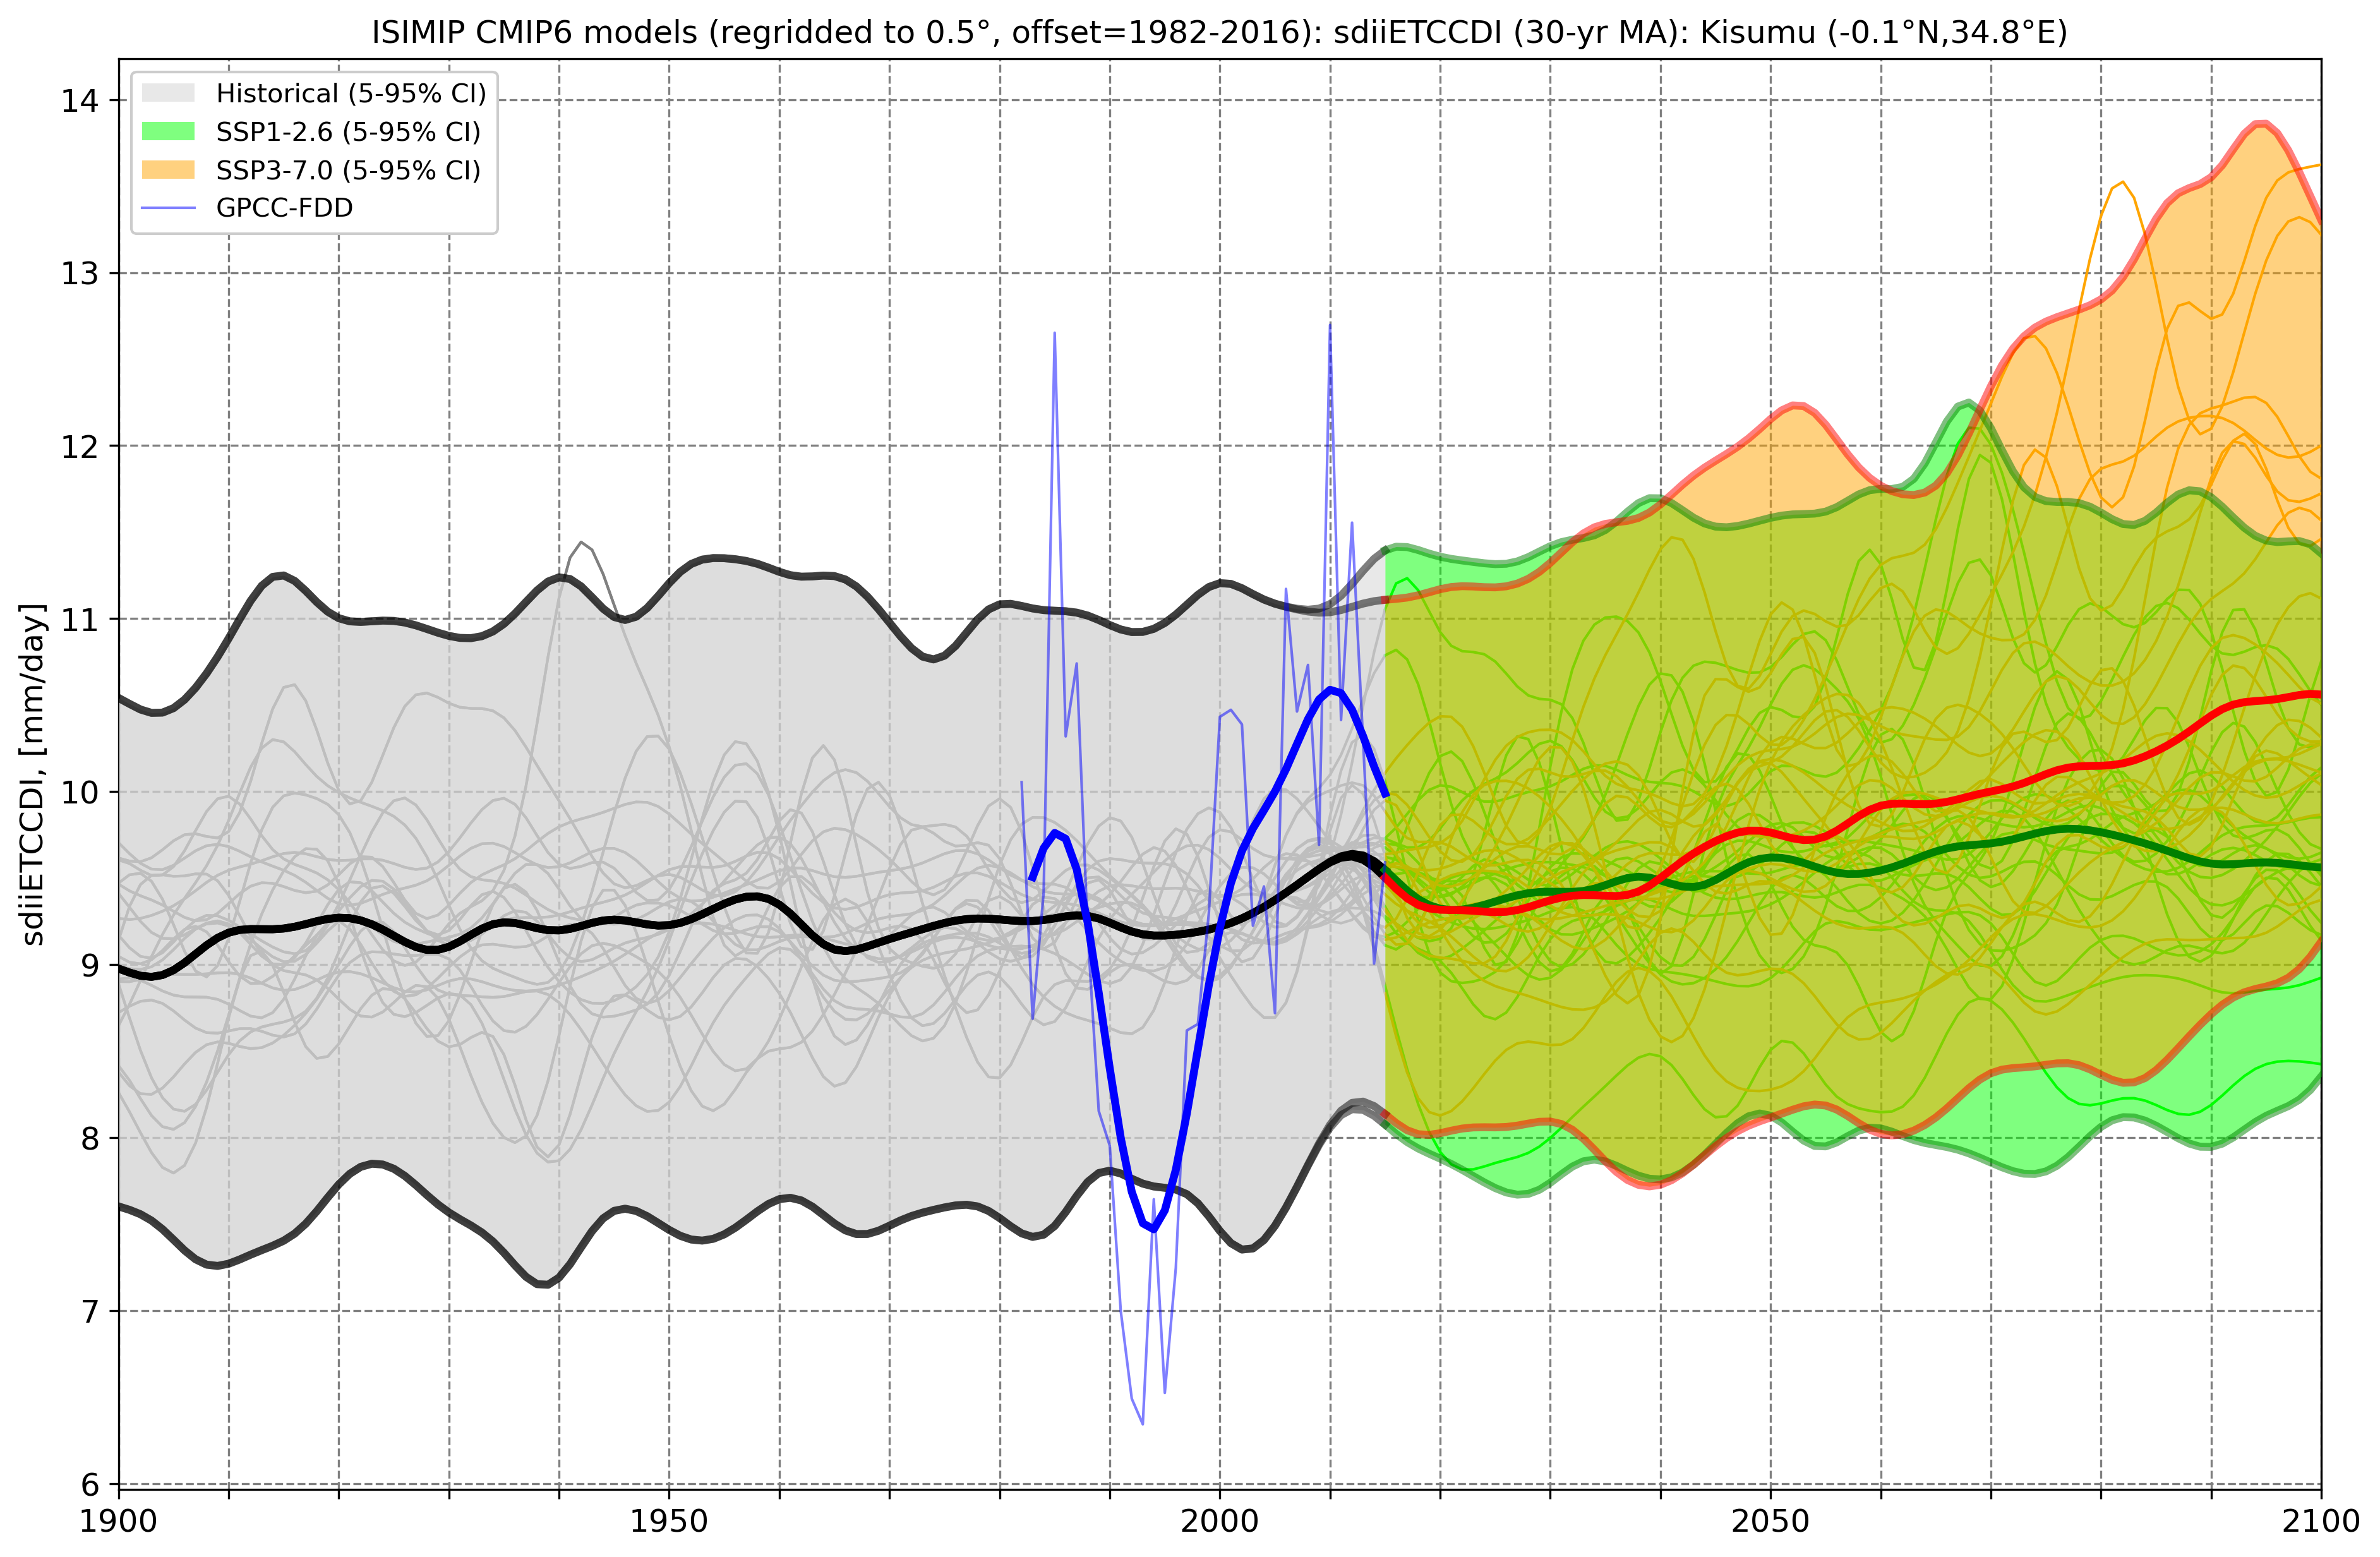 ISIMIP CMIP6 models (regridded to 0.5°, offset=1982-2016): sdiiETCCDI (30-yr MA): Kisumu (-0.1°N,34.8°E)
Historical (5-95% CI)
SSP1-2.6 (5-95% CI)
SSP3-7.0 (5-95% CI)
GPCC-FDD
sdiiETCCDI, [mm/day]
14
13
12
11
10
9
8
7
6
1900 1950 2000 2050 2100